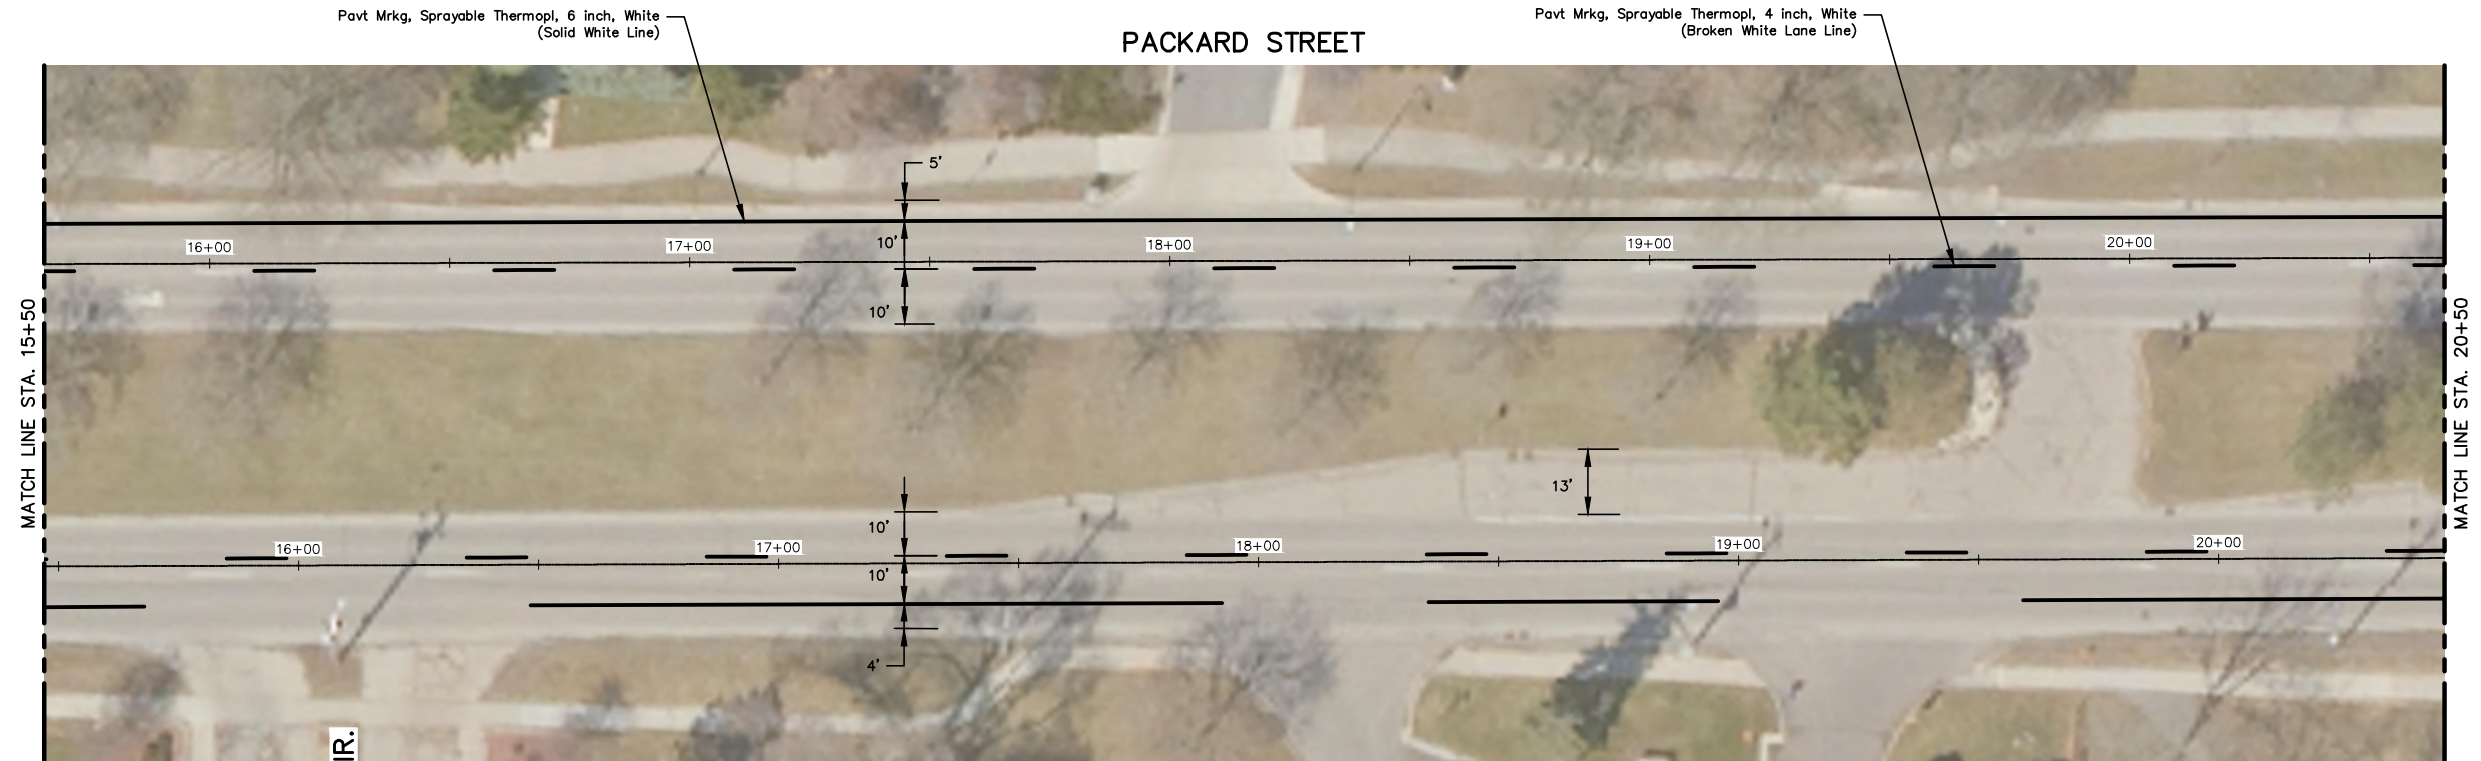 Pavt Mrkg, Sprayable Thermopl, 6 inch, White
(Solid White Line)
PACKARD STREET
Pavt Mrkg, Sprayable Thermopl, 4 inch, White
(Broken White Lane Line)
5'
16+00
17+00
10'
18+00
19+00
20+00
10'
MATCH LINE STA. 15+50
MATCH LINE STA. 20+50
13'
10'
16+00
17+00
18+00
19+00
20+00
10'
4'
IR.